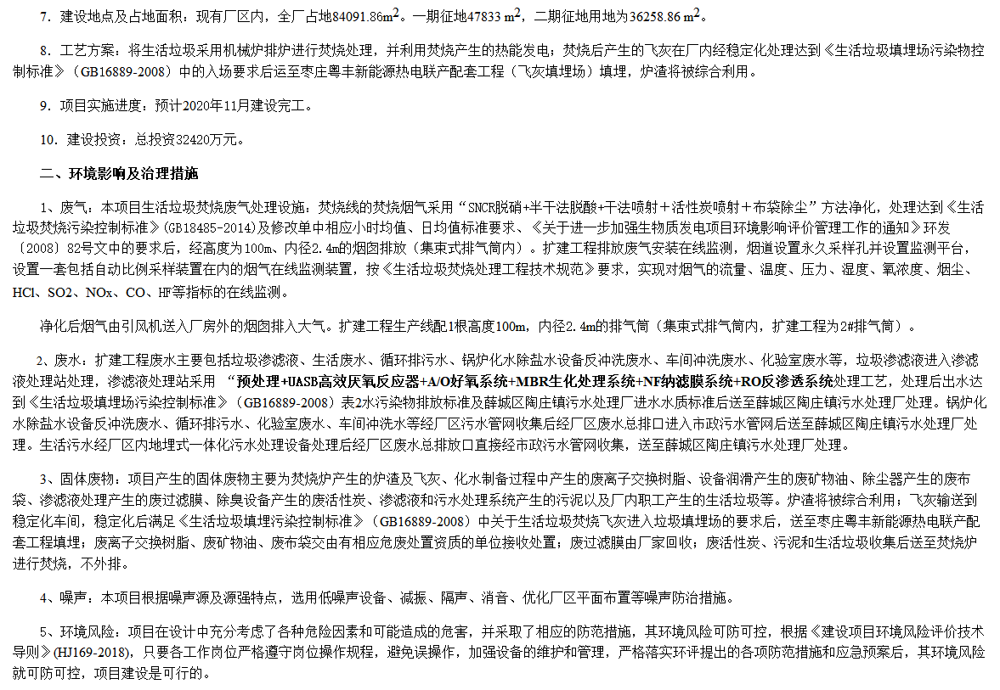 7．建设地点及占地面积：现有厂区内，全厂占地84091.86m2。一期征地47833 m2，二期征地用地为36258.86 m2。
8．工艺方案：将生活垃圾采用机械炉排炉进行焚烧处理，并利用焚烧产生的热能发电；焚烧后产生的飞灰在厂内经稳定化处理达到《生活垃圾填埋场污染物控
制标准》（GB16889-2008）中的入场要求后运至枣庄粤丰新能源热电联产配套工程（飞灰填埋场）填埋，炉渣将被综合利用。
9．项目实施进度：预计2020年11月建设完工。
10．建设投资：总投资32420万元。
二、环境影响及治理措施
1、废气：本项目生活垃圾焚烧废气处理设施：焚烧线的焚烧烟气采用“SNCR脱硝+半干法脱酸+干法喷射＋活性炭喷射＋布袋除尘”方法净化，处理达到《生活
垃圾焚烧污染控制标准》(GB18485-2014)及修改单中相应小时均值、日均值标准要求、《关于进一步加强生物质发电项目环境影响评价管理工作的通知》环发
〔2008〕82号文中的要求后，经高度为100m、内径2.4m的烟囱排放（集束式排气筒内）。扩建工程排放废气安装在线监测，烟道设置永久采样孔并设置监测平台，
设置一套包括自动比例采样装置在内的烟气在线监测装置，按《生活垃圾焚烧处理工程技术规范》要求，实现对烟气的流量、温度、压力、湿度、氧浓度、烟尘、
HCl、SO2、NOx、CO、HF等指标的在线监测。
净化后烟气由引风机送入厂房外的烟囱排入大气。扩建工程生产线配1根高度100m，内径2.4m的排气筒（集束式排气筒内，扩建工程为2#排气筒）。
2、废水：扩建工程废水主要包括垃圾渗滤液、生活废水、循环排污水、锅炉化水除盐水设备反冲洗废水、车间冲洗废水、化验室废水等，垃圾渗滤液进入渗滤
液处理站处理，渗滤液处理站采用 “预处理+UASB高效厌氧反应器+A/O好氧系统+MBR生化处理系统+NF纳滤膜系统+RO反渗透系统处理工艺，处理后出水达
到《生活垃圾填埋场污染控制标准》（GB16889-2008）表2水污染物排放标准及薛城区陶庄镇污水处理厂进水水质标准后送至薛城区陶庄镇污水处理厂处理。锅炉化
水除盐水设备反冲洗废水、循环排污水、化验室废水、车间冲洗水等经厂区污水管网收集后经厂区废水总排口进入市政污水管网后送至薛城区陶庄镇污水处理厂处
理。生活污水经厂区内地埋式一体化污水处理设备处理后经厂区废水总排放口直接经市政污水管网收集，送至薛城区陶庄镇污水处理厂处理。
3、固体废物：项目产生的固体废物主要为焚烧炉产生的炉渣及飞灰、化水制备过程中产生的废离子交换树脂、设备润滑产生的废矿物油、除尘器产生的废布
袋、渗滤液处理产生的废过滤膜、除臭设备产生的废活性炭、渗滤液和污水处理系统产生的污泥以及厂内职工产生的生活垃圾等。炉渣将被综合利用；飞灰输送到
稳定化车间，稳定化后满足《生活垃圾填埋污染控制标准》（GB16889-2008）中关于生活垃圾焚烧飞灰进入垃圾填埋场的要求后，送至枣庄粤丰新能源热电联产配
套工程填埋；废离子交换树脂、废矿物油、废布袋交由有相应危废处置资质的单位接收处置；废过滤膜由厂家回收；废活性炭、污泥和生活垃圾收集后送至焚烧炉
进行焚烧，不外排。
4、噪声：本项目根据噪声源及源强特点，选用低噪声设备、减振、隔声、消音、优化厂区平面布置等噪声防治措施。
5、环境风险：项目在设计中充分考虑了各种危险因素和可能造成的危害，并采取了相应的防范措施，其环境风险可防可控，根据《建设项目环境风险评价技术
导则》(HJ169-2018)，只要各工作岗位严格遵守岗位操作规程，避免误操作，加强设备的维护和管理，严格落实环评提出的各项防范措施和应急预案后，其环境风险
就可防可控，项目建设是可行的。